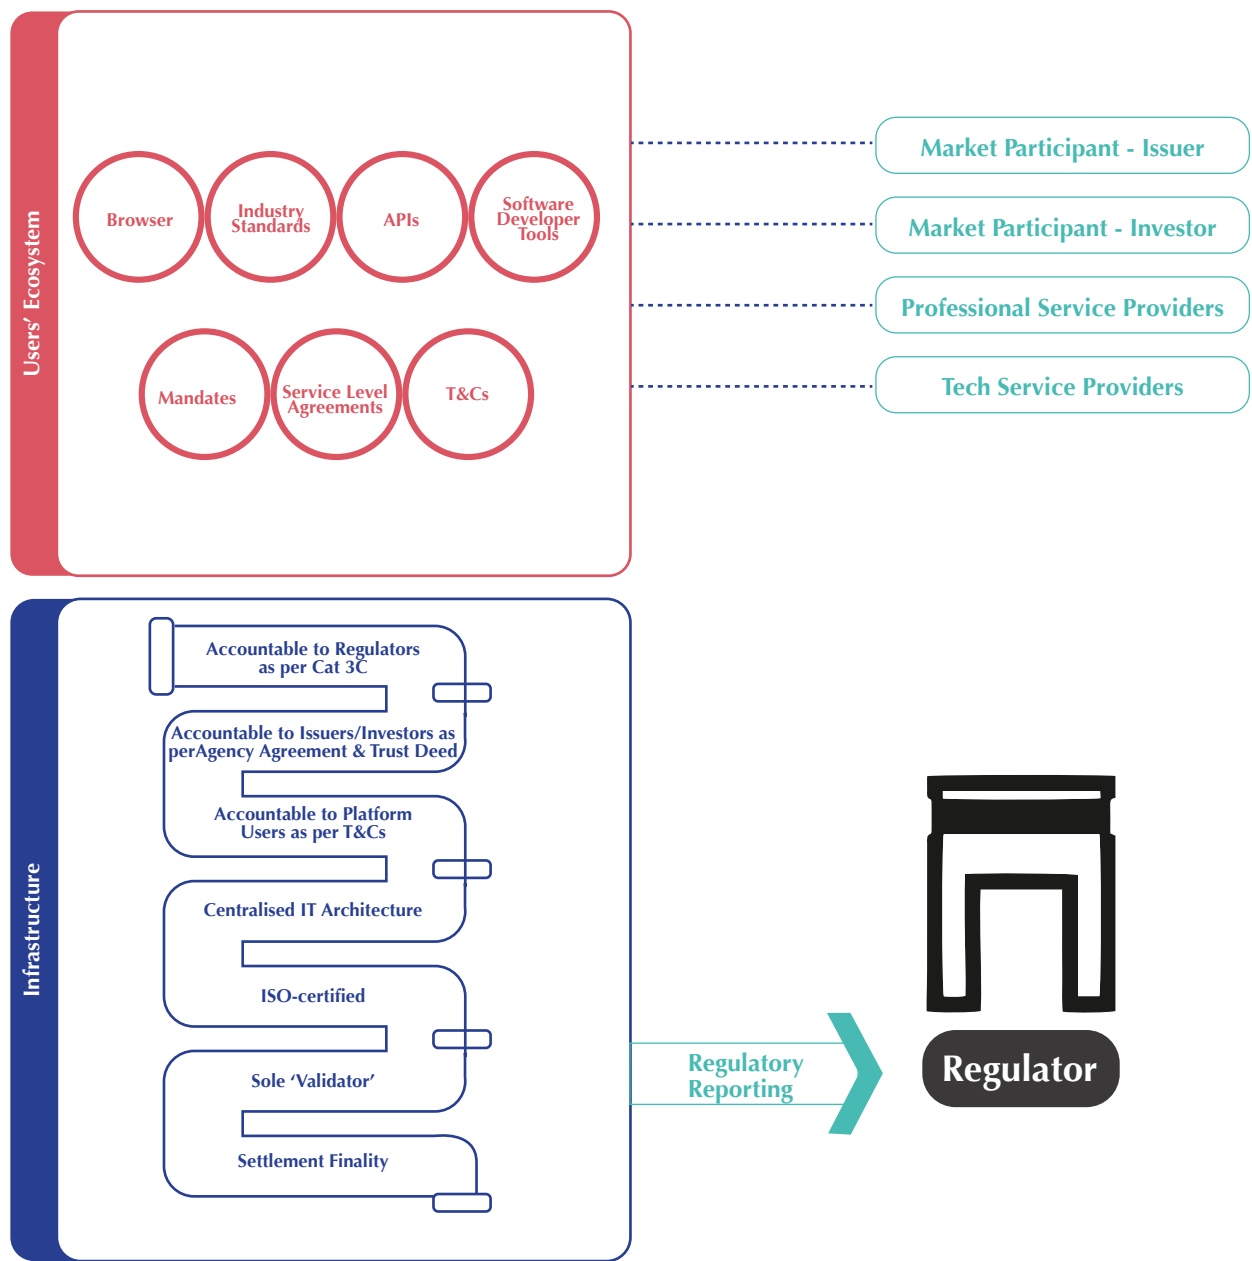 Users’ Ecosystem
Browser
Industry
Standards
APIs
Software
Developer
Tools
Mandates
Service Level
Agreements
T&Cs
Market Participant - Issuer
Market Participant - Investor
Professional Service Providers
Tech Service Providers
Infrastructure
Accountable to Regulators
as per Cat 3C
Accountable to Issuers/Investors as
perAgency Agreement & Trust Deed
Accountable to Platform
Users as per T&Cs
Centralised IT Architecture
ISO-certified
Sole ‘Validator’
Settlement Finality
Regulatory
Reporting
Regulator